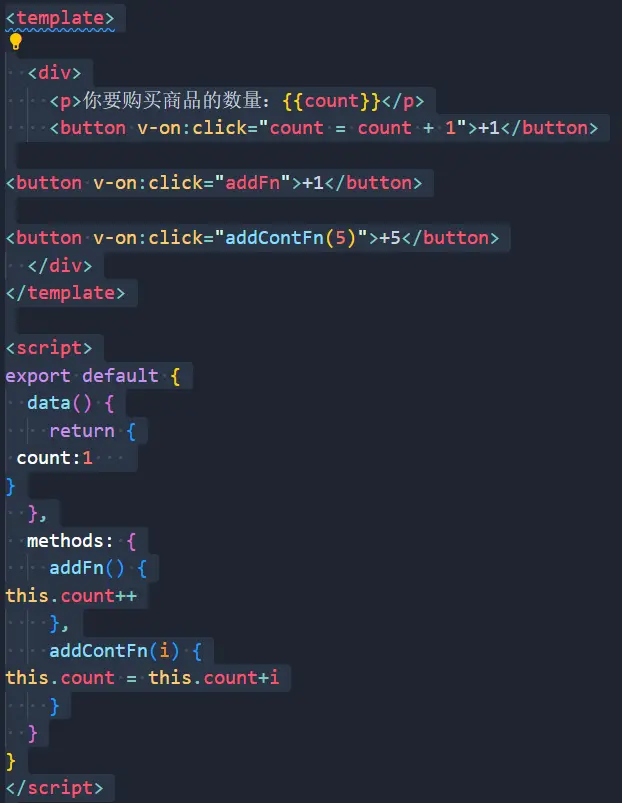 <template>
<div>
<p>你要购买商品的数量：{{count}}</p>
<button v-on:click="count = count + 1">+1</button>
<button v-on:click="addFn">+1</button>
<button v-on:click="addContFn(5)">+5</button>
</div>
</template>
<script>
export default {
data() {
return {
count:1
}
},
methods: {
addFn() {
this.count++
},
addContFn(i) {
this.count = this.count+i
}
}
}
</script>